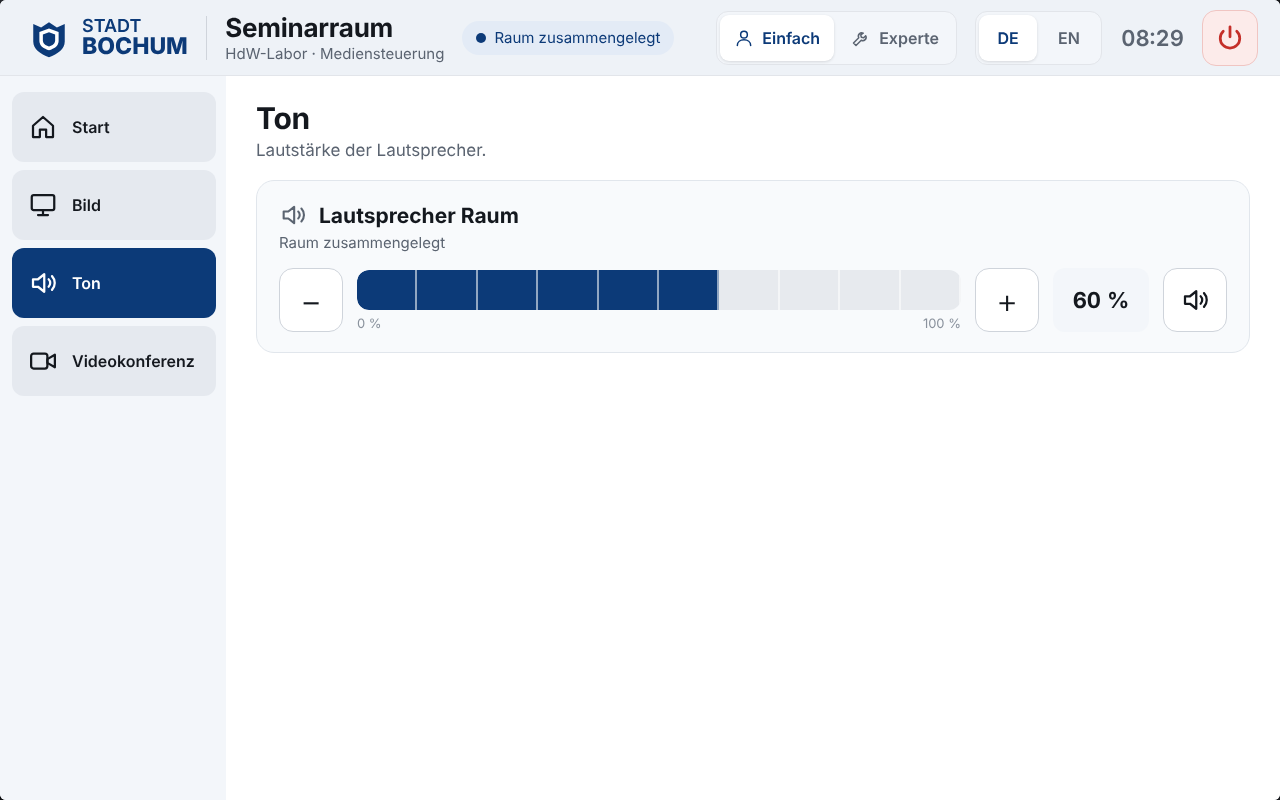 STADT
BOCHUM
Seminarraum
HdW-Labor · Mediensteuerung
Raum zusammengelegt
Einfach
Experte
DE
EN
08:29
Start
Bild
Ton
Videokonferenz
Ton
Lautstärke der Lautsprecher.
Lautsprecher Raum
Raum zusammengelegt
−
0 %
100 %
+
60 %